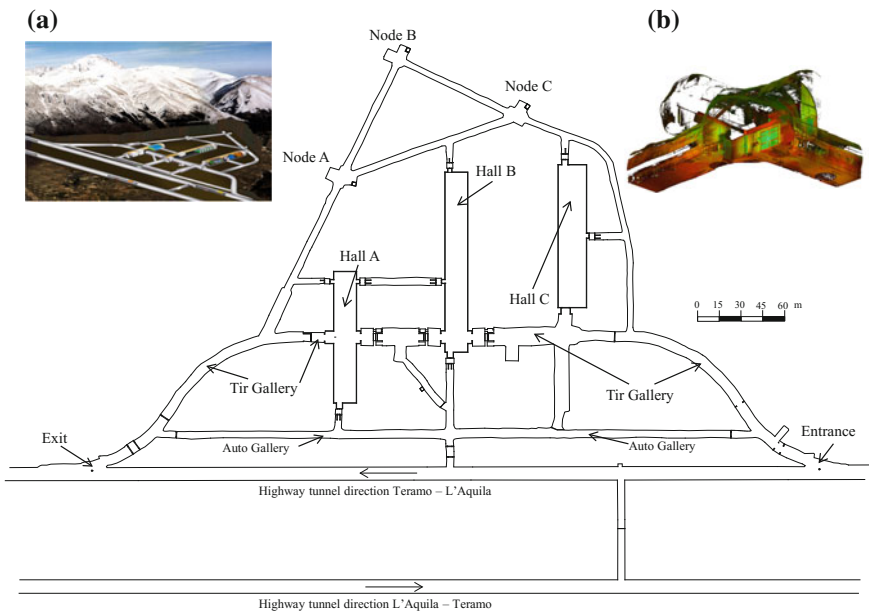 (a)
(b)
Node B
Node C
Node A
Hall B
Hall A
Hall C
0 15 30 45 60 m
Tir Gallery
Tir Gallery
Exit
Auto Gallery
Auto Gallery
Entrance
Highway tunnel direction Teramo – L'Aquila
Highway tunnel direction L'Aquila – Teramo